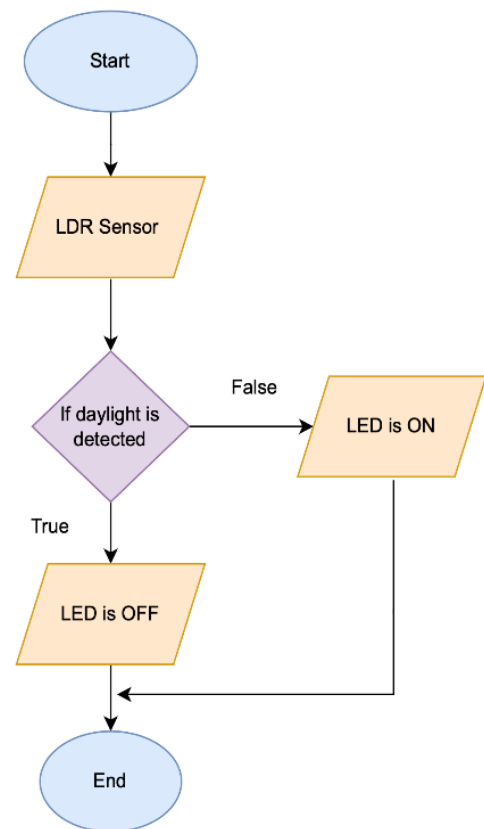 Start
LDR Sensor
If daylight is
detected
False
LED is ON
True
LED is OFF
End